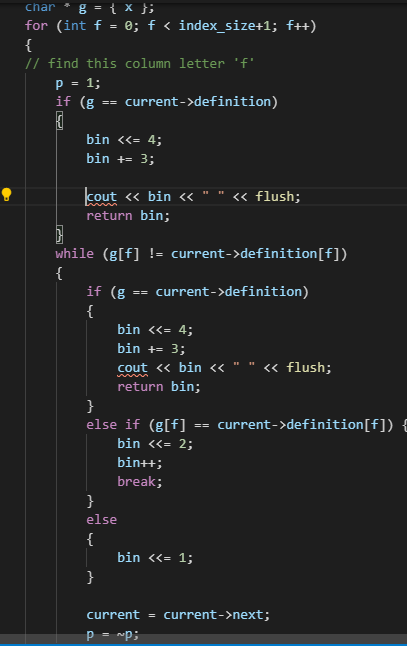 char * g = { x };
for (int f = 0; f < index_size+1; f++)
{
// find this column letter 'f'
p = 1;
if (g == current->definition)
{
bin <<= 4;
bin += 3;
cout << bin << " " << flush;
return bin;
}
while (g[f] != current->definition[f])
{
if (g == current->definition)
{
bin <<= 4;
bin += 3;
cout << bin << " " << flush;
return bin;
}
else if (g[f] == current->definition[f]) {
bin <<= 2;
bin++;
break;
}
else
{
bin <<= 1;
}
current = current->next;
p = ~p;